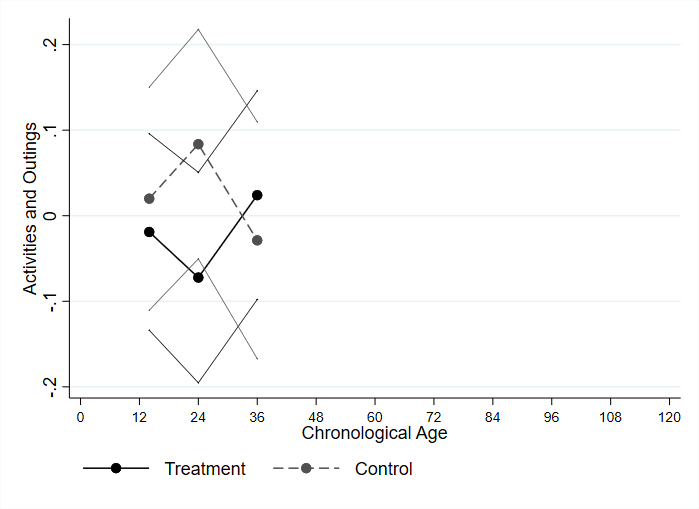 Activities and Outings
.2
.1
0
-.1
-.2
0 12 24 36 48 60 72 84 96 108 120
Chronological Age
Treatment Control